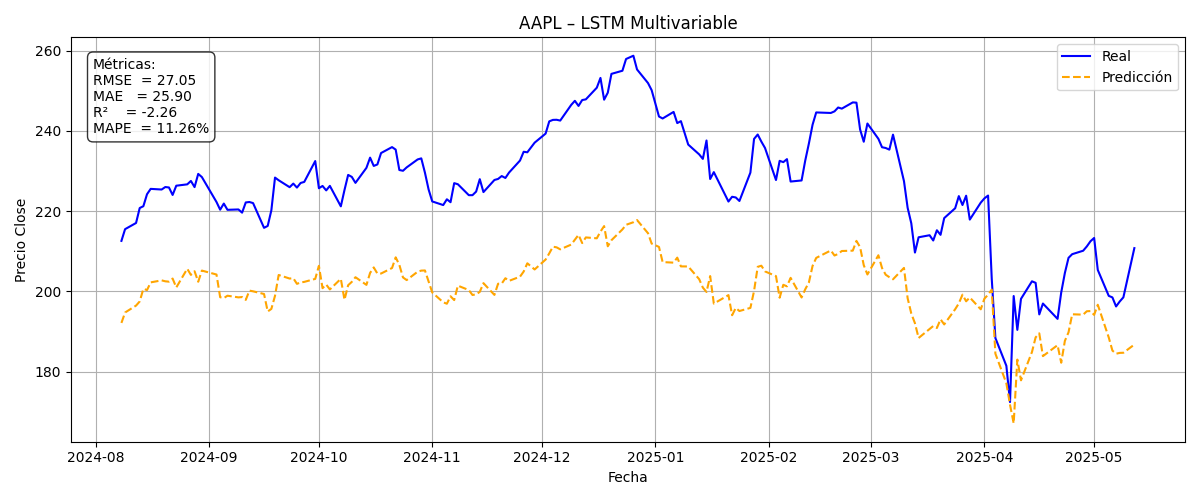 AAPL – LSTM Multivariable
Métricas:
RMSE = 27.05
MAE = 25.90
R² = -2.26
MAPE = 11.26%
Real
Predicción
Precio Close
260
240
220
200
180
2024-08
2024-09
2024-10
2024-11
2024-12
2025-01
2025-02
2025-03
2025-04
2025-05
Fecha